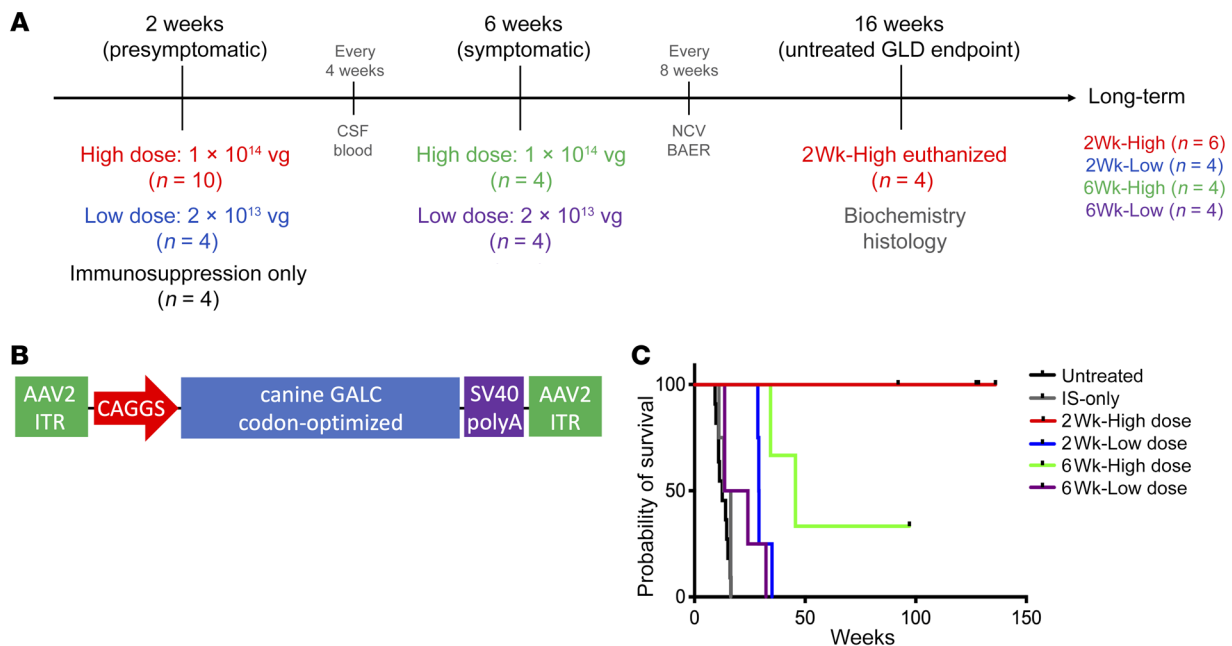 A
2 weeks
(presymptomatic)
Every
4 weeks
6 weeks
(symptomatic)
Every
8 weeks
16 weeks
(untreated GLD endpoint)
Long-term
CSF
blood
NCV
BAER
High dose: 1 × 10¹⁴ vg
(n = 10)
Low dose: 2 × 10¹³ vg
(n = 4)
Immunosuppression only
(n = 4)
High dose: 1 × 10¹⁴ vg
(n = 4)
Low dose: 2 × 10¹³ vg
(n = 4)
2Wk-High euthanized
(n = 4)
Biochemistry
histology
2Wk-High (n = 6)
2Wk-Low (n = 4)
6Wk-High (n = 4)
6Wk-Low (n = 4)
B
AAV2
ITR
CAGGS
canine GALC
codon-optimized
SV40
polyA
AAV2
ITR
C
Probability of survival
100
50
0
0
50
100
150
Weeks
Untreated
IS-only
2Wk-High dose
2Wk-Low dose
6Wk-High dose
6Wk-Low dose